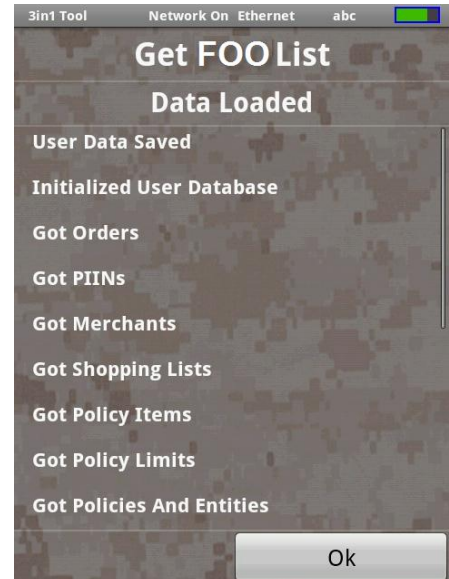 3in1 Tool Network On Ethernet abc
Get FOO List
Data Loaded
User Data Saved
Initialized User Database
Got Orders
Got PIINs
Got Merchants
Got Shopping Lists
Got Policy Items
Got Policy Limits
Got Policies And Entities
Ok